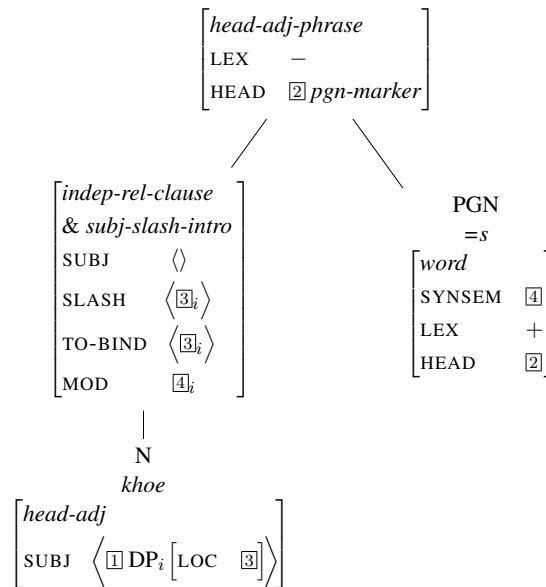 head-adj-phrase
LEX −
HEAD 2 pgn-marker
indep-rel-clause
& subj-slash-intro
SUBJ ⟨⟩
SLASH ⟨3i⟩
TO-BIND ⟨3i⟩
MOD 4i
PGN
=s
word
SYNSEM 4
LEX +
HEAD 2
N
khoe
head-adj
SUBJ ⟨1 DPi [LOC 3]⟩